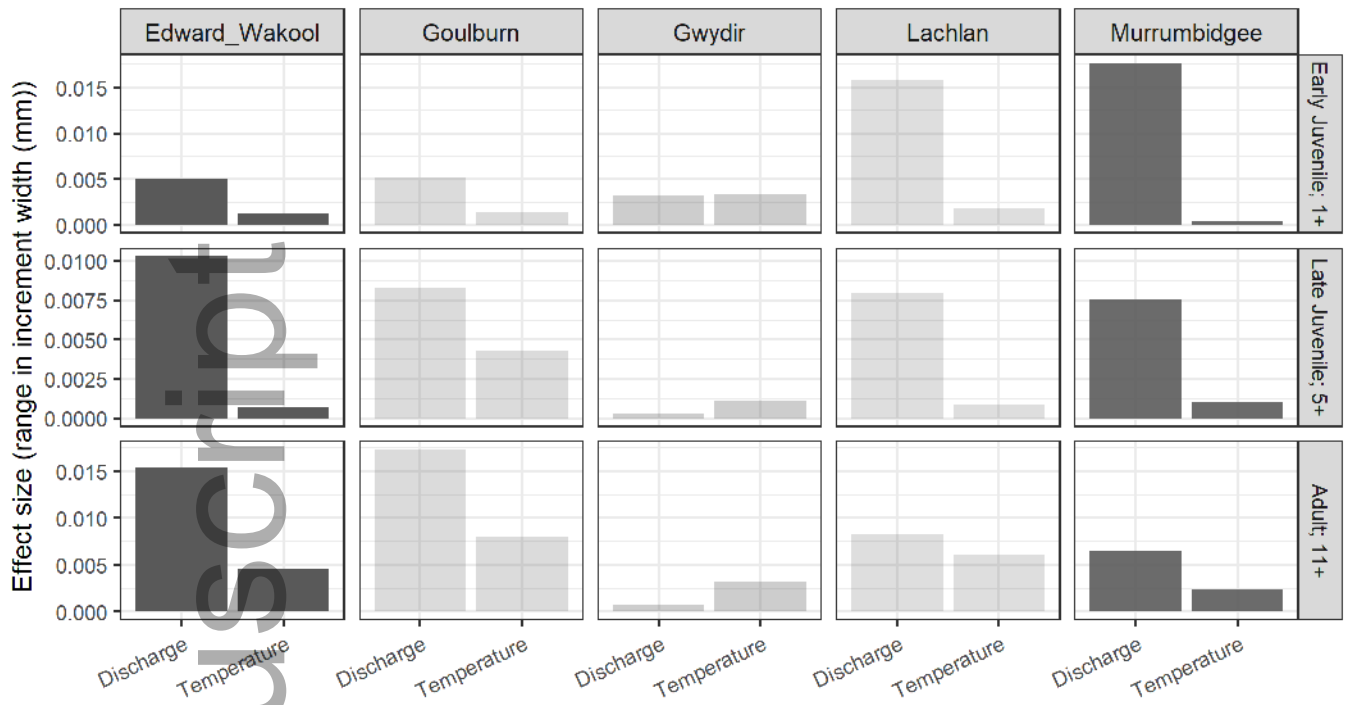 Edward_Wakool Goulburn Gwydir Lachlan Murrumbidgee
Effect size (range in increment width (mm))
0.015
0.010
0.005
0.000
Early Juvenile; 1+
0.0100
0.0075
0.0050
0.0025
0.0000
Late Juvenile; 5+
0.015
0.010
0.005
0.000
Adult; 11+
Discharge Temperature Discharge Temperature Discharge Temperature Discharge Temperature Discharge Temperature
uscript